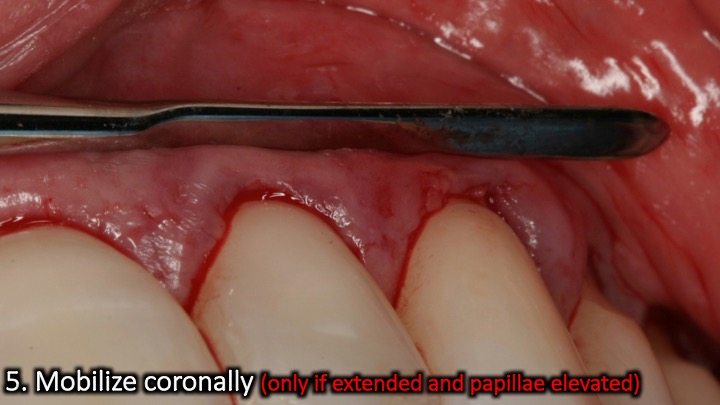 5. Mobilize coronally (only if extended and papillae elevated)